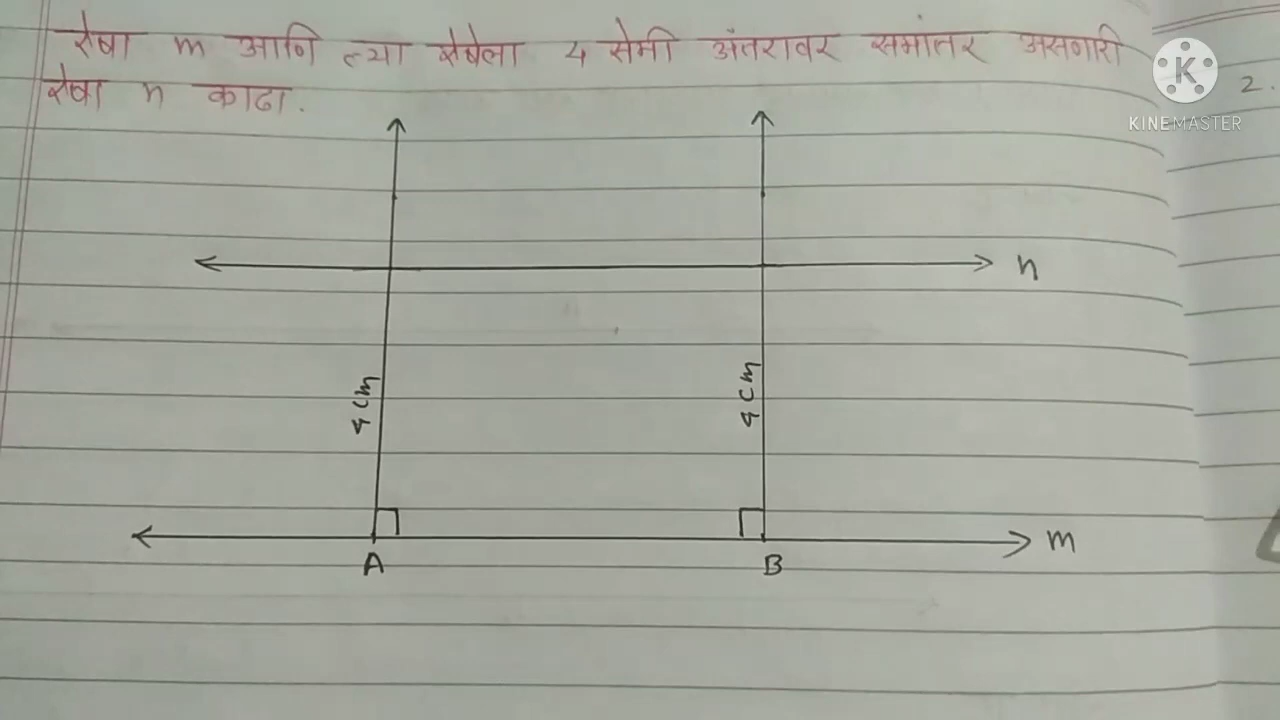 रेषा m आणि त्या रेषेला 4 सेमी अंतरावर समांतर असणारी
रेषा n काढा.
K
KINEMASTER
2.
n
4 cm
4 cm
m
A
B